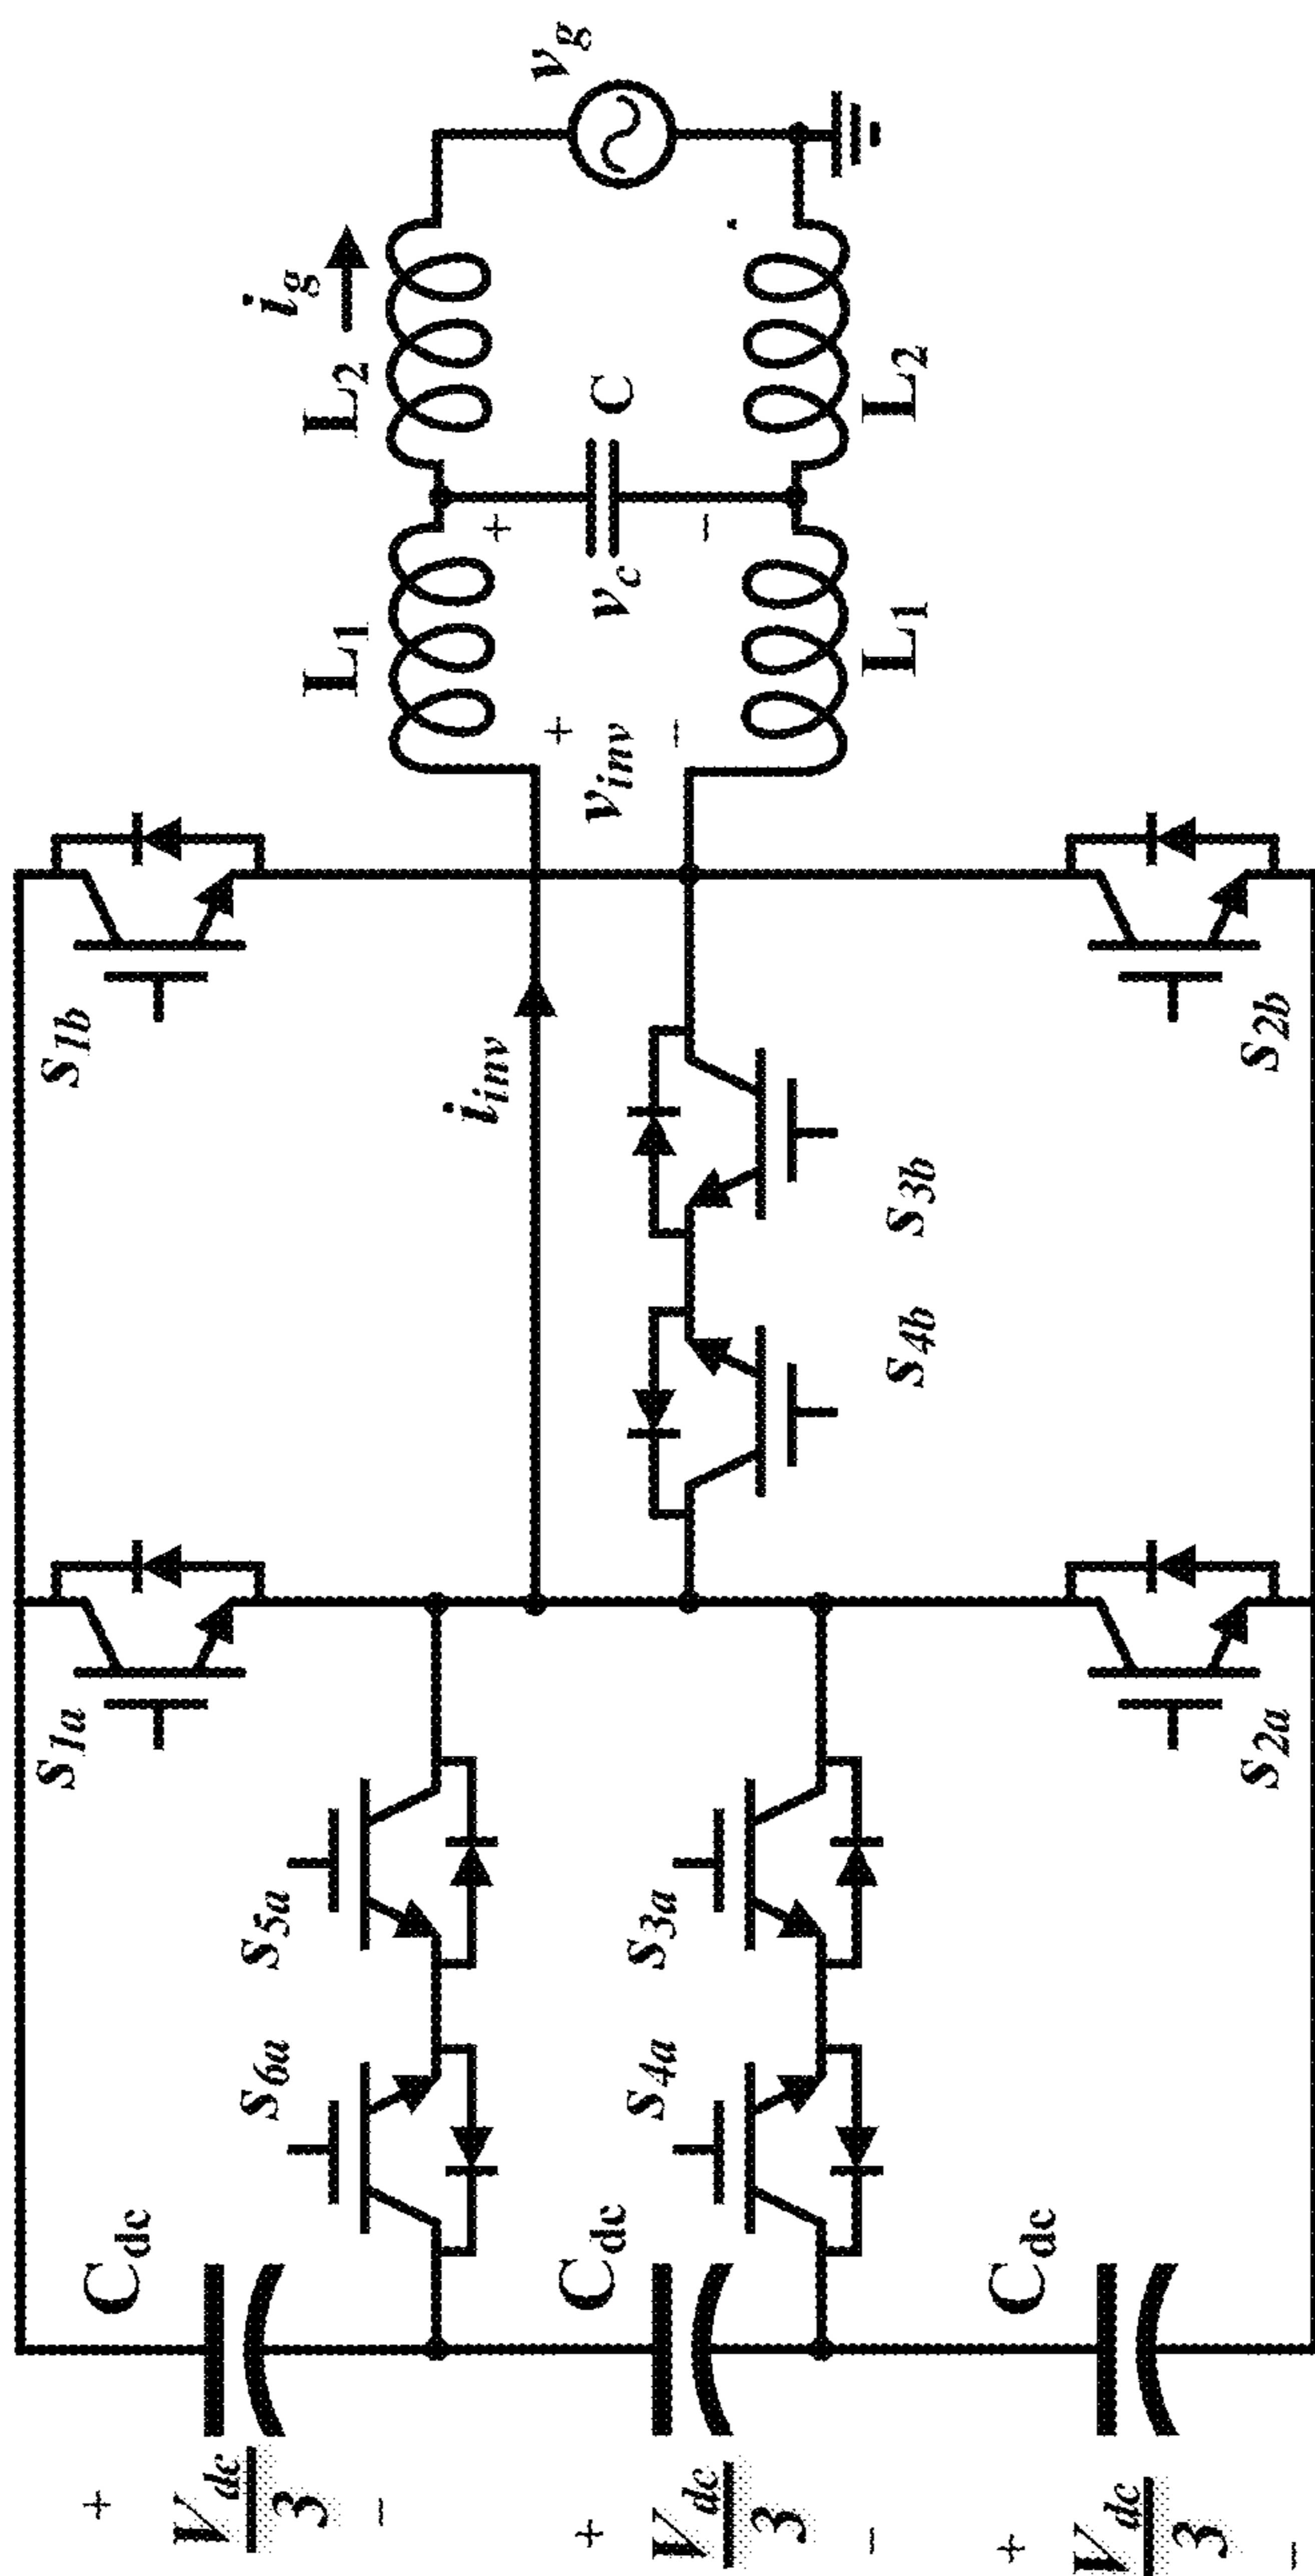 V_dc/3
+
−
V_dc/3
+
−
V_dc/3
+
−
C_dc
C_dc
C_dc
S_6a
S_5a
S_4a
S_3a
S_1a
S_2a
i_inv
S_4b
S_3b
S_1b
S_2b
v_inv
+
−
L_1
L_1
v_c
+
−
C
L_2
L_2
i_g
v_g